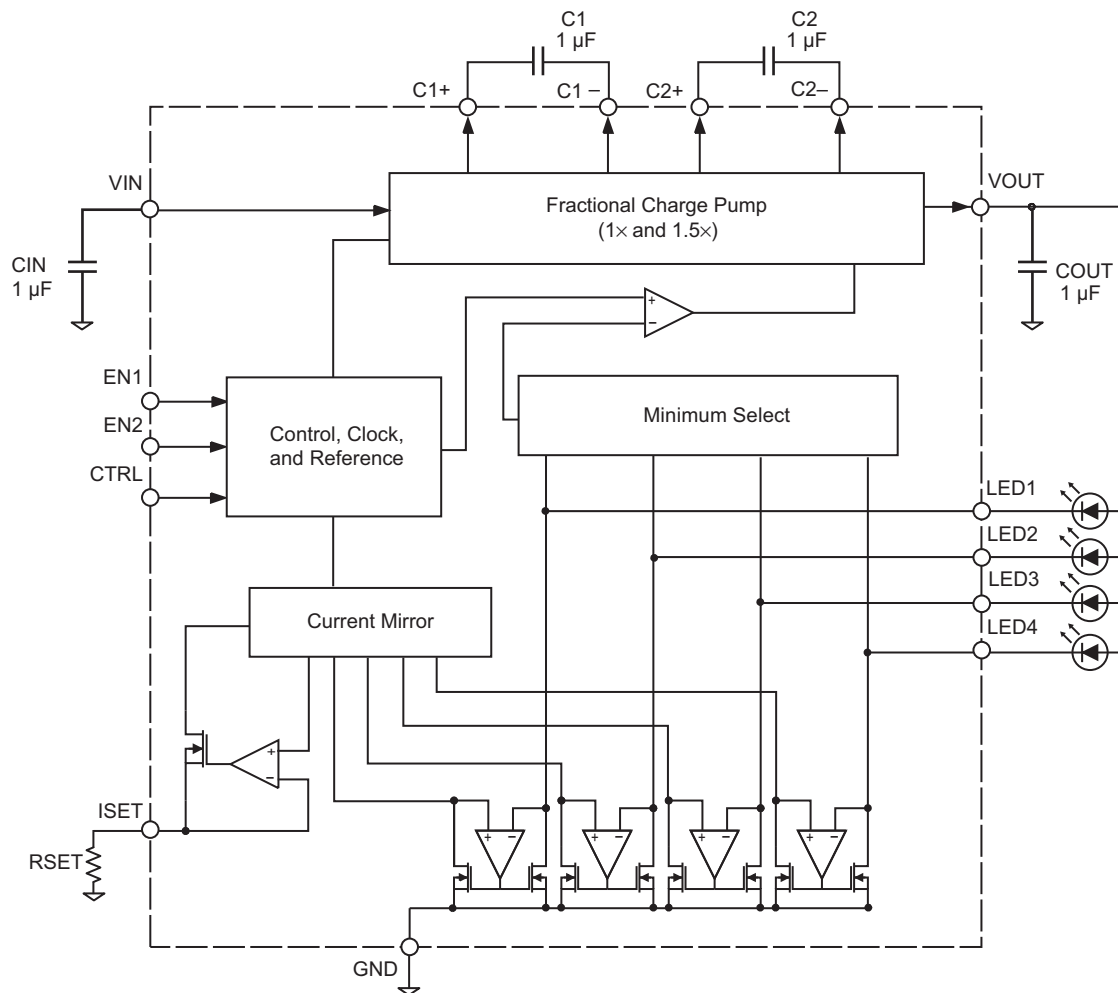 C1
1 µF
C2
1 µF
C1+
C1 –
C2+
C2–
VIN
VOUT
Fractional Charge Pump
(1× and 1.5×)
CIN
1 µF
COUT
1 µF
+
–
EN1
EN2
CTRL
Control, Clock,
and Reference
Minimum Select
LED1
LED2
LED3
LED4
Current Mirror
+
–
ISET
RSET
+ –
+ –
+ –
+ –
GND